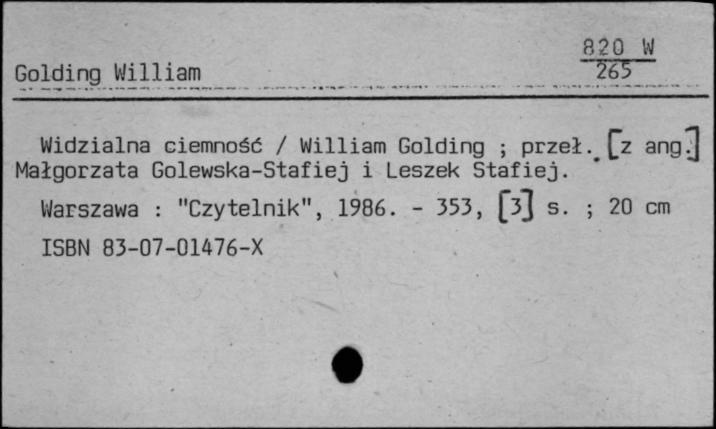 820 W
265
Golding William
Widzialna ciemność / William Golding ; przeł. [z ang.]
Małgorzata Golewska-Stafiej i Leszek Stafiej.
Warszawa : "Czytelnik", 1986. - 353, [3] s. ; 20 cm
ISBN 83-07-01476-X